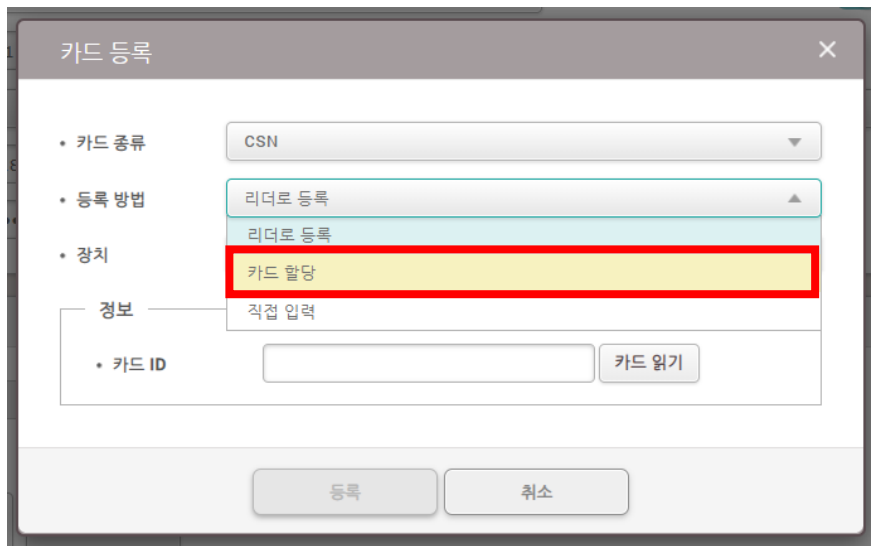 카드 등록
• 카드 종류 CSN
• 등록 방법 리더로 등록
리더로 등록
• 장치
카드 할당
정보
직접 입력
• 카드 ID 카드 읽기
등록 취소